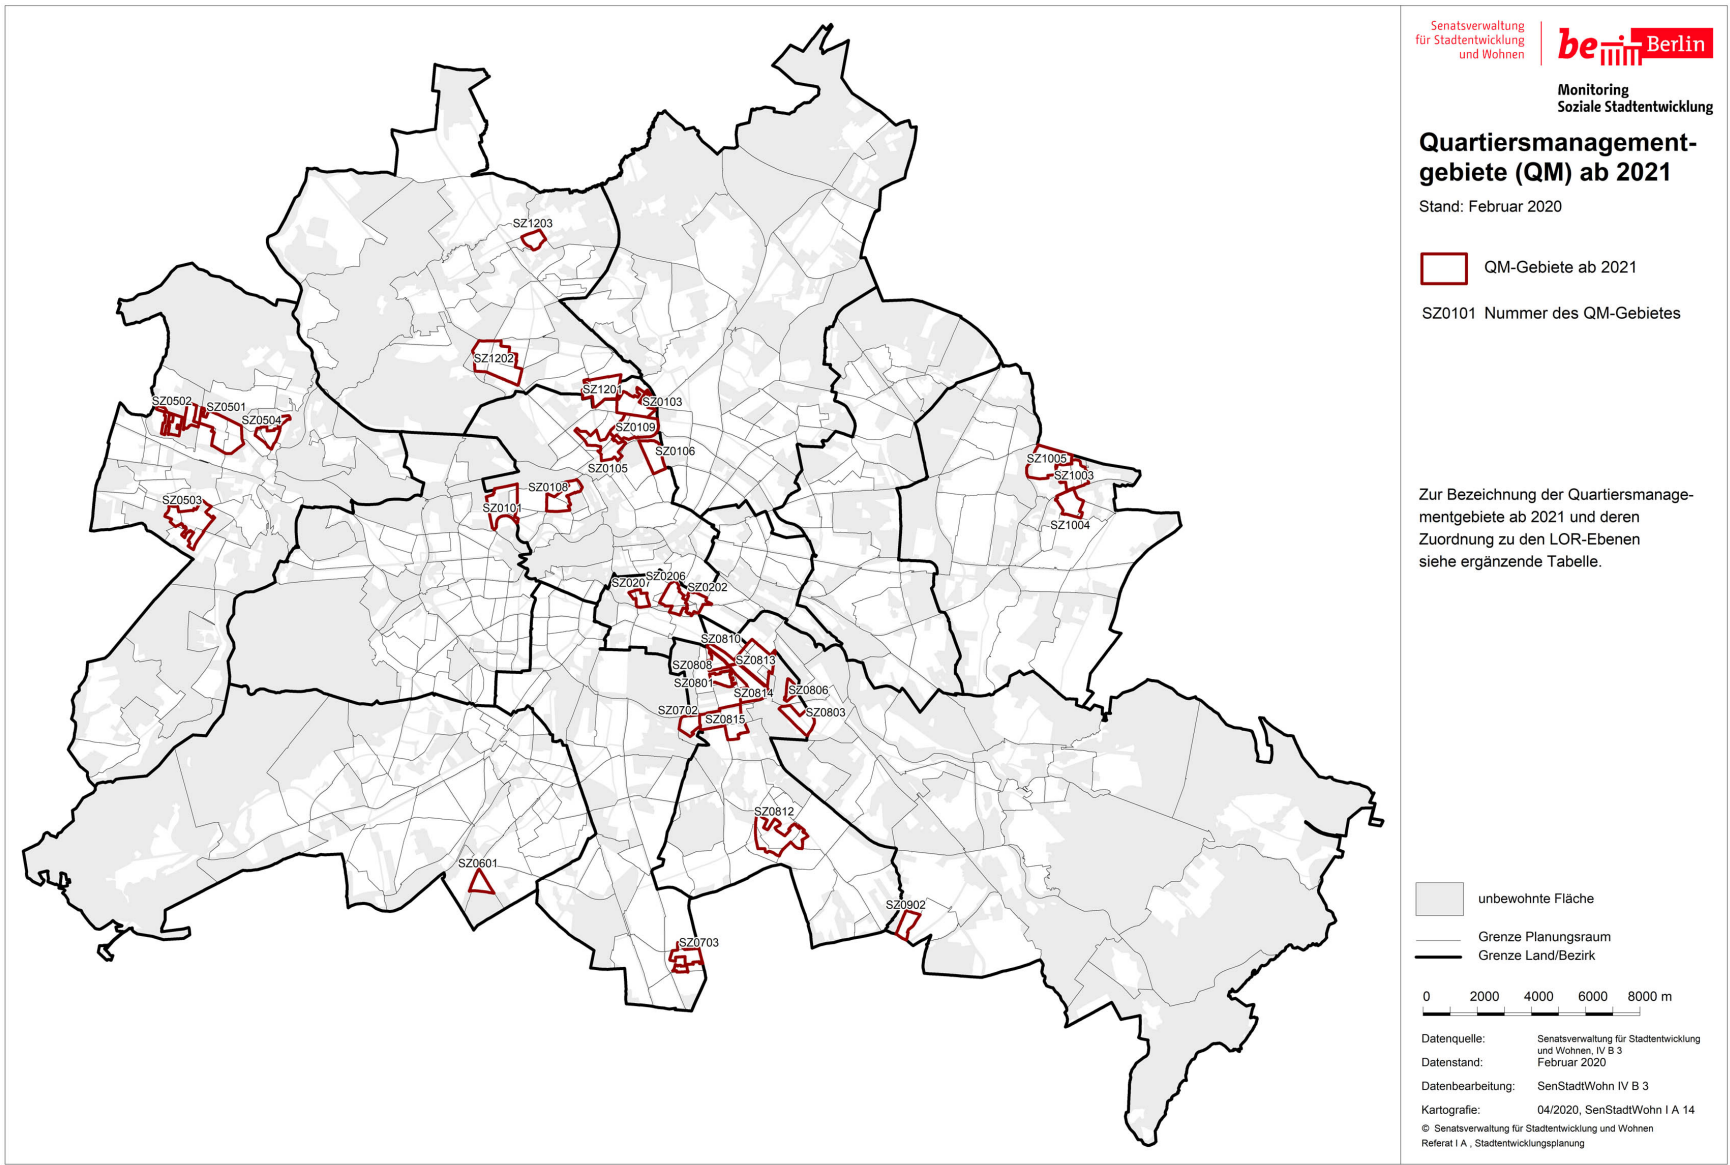 Senatsverwaltung
für Stadtentwicklung
und Wohnen
be Berlin
Monitoring
Soziale Stadtentwicklung
Quartiersmanagement-
gebiete (QM) ab 2021
Stand: Februar 2020
QM-Gebiete ab 2021
SZ0101 Nummer des QM-Gebietes
Zur Bezeichnung der Quartiersmanage-
mentgebiete ab 2021 und deren
Zuordnung zu den LOR-Ebenen
siehe ergänzende Tabelle.
unbewohnte Fläche
Grenze Planungsraum
Grenze Land/Bezirk
0 2000 4000 6000 8000 m
Datenquelle: Senatsverwaltung für Stadtentwicklung
und Wohnen, IV B 3
Datenstand: Februar 2020
Datenbearbeitung: SenStadtWohn IV B 3
Kartografie: 04/2020, SenStadtWohn I A 14
© Senatsverwaltung für Stadtentwicklung und Wohnen
Referat I A , Stadtentwicklungsplanung
SZ1203
SZ1202
SZ1201
SZ0103
SZ0502
SZ0501
SZ0504
SZ0109
SZ0106
SZ0105
SZ1005
SZ1003
SZ1004
SZ0503
SZ0108
SZ0101
SZ0207
SZ0206
SZ0202
SZ0810
SZ0808
SZ0813
SZ0801
SZ0814
SZ0806
SZ0702
SZ0815
SZ0803
SZ0812
SZ0601
SZ0902
SZ0703